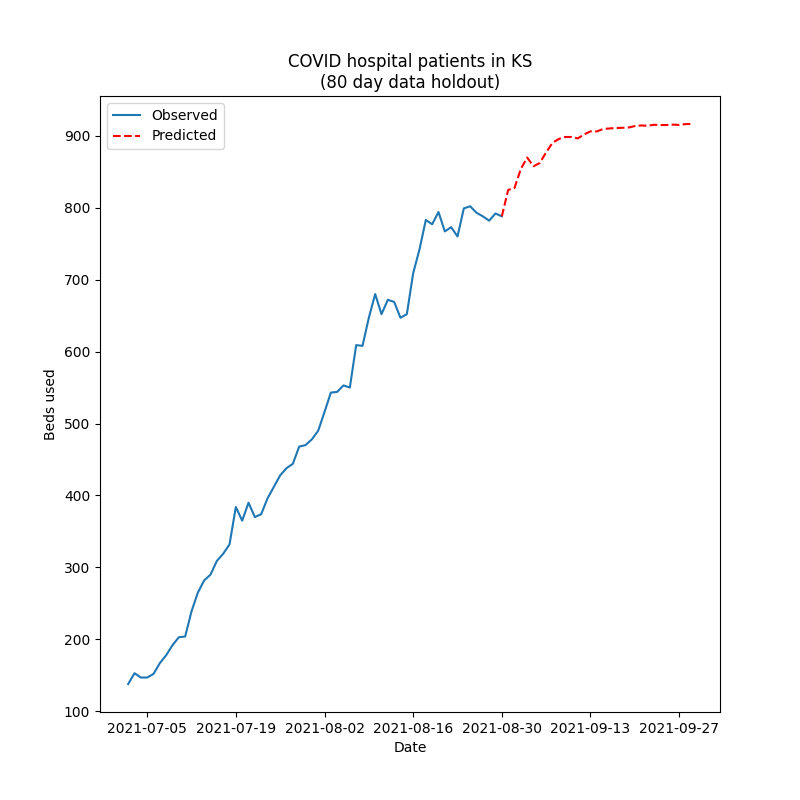 COVID hospital patients in KS
(80 day data holdout)
Observed
Predicted
900
800
700
600
500
400
300
200
100
Beds used
2021-07-05 2021-07-19 2021-08-02 2021-08-16 2021-08-30 2021-09-13 2021-09-27
Date